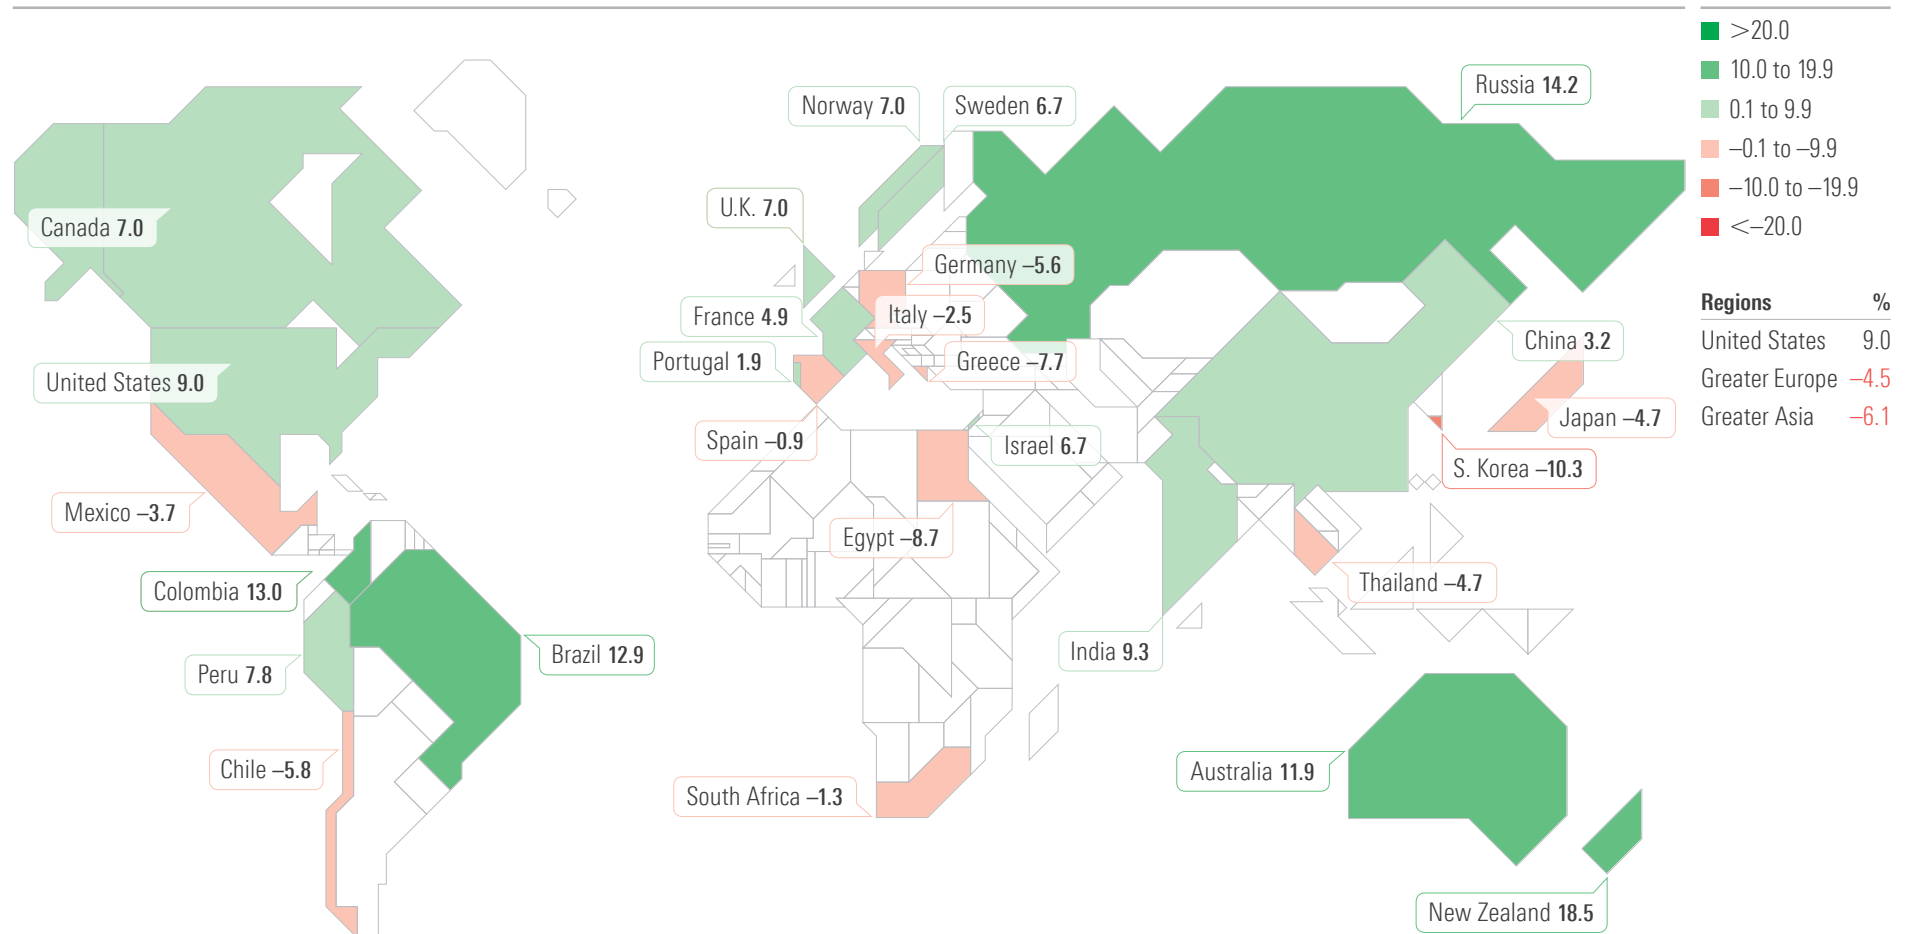 >20.0
10.0 to 19.9
0.1 to 9.9
–0.1 to –9.9
–10.0 to –19.9
<–20.0
Regions %
United States 9.0
Greater Europe –4.5
Greater Asia –6.1
Russia 14.2
Norway 7.0
Sweden 6.7
U.K. 7.0
Canada 7.0
Germany –5.6
France 4.9
Italy –2.5
China 3.2
Portugal 1.9
Greece –7.7
United States 9.0
Japan –4.7
Spain –0.9
Israel 6.7
S. Korea –10.3
Mexico –3.7
Egypt –8.7
Thailand –4.7
Colombia 13.0
Brazil 12.9
India 9.3
Peru 7.8
Chile –5.8
Australia 11.9
South Africa –1.3
New Zealand 18.5